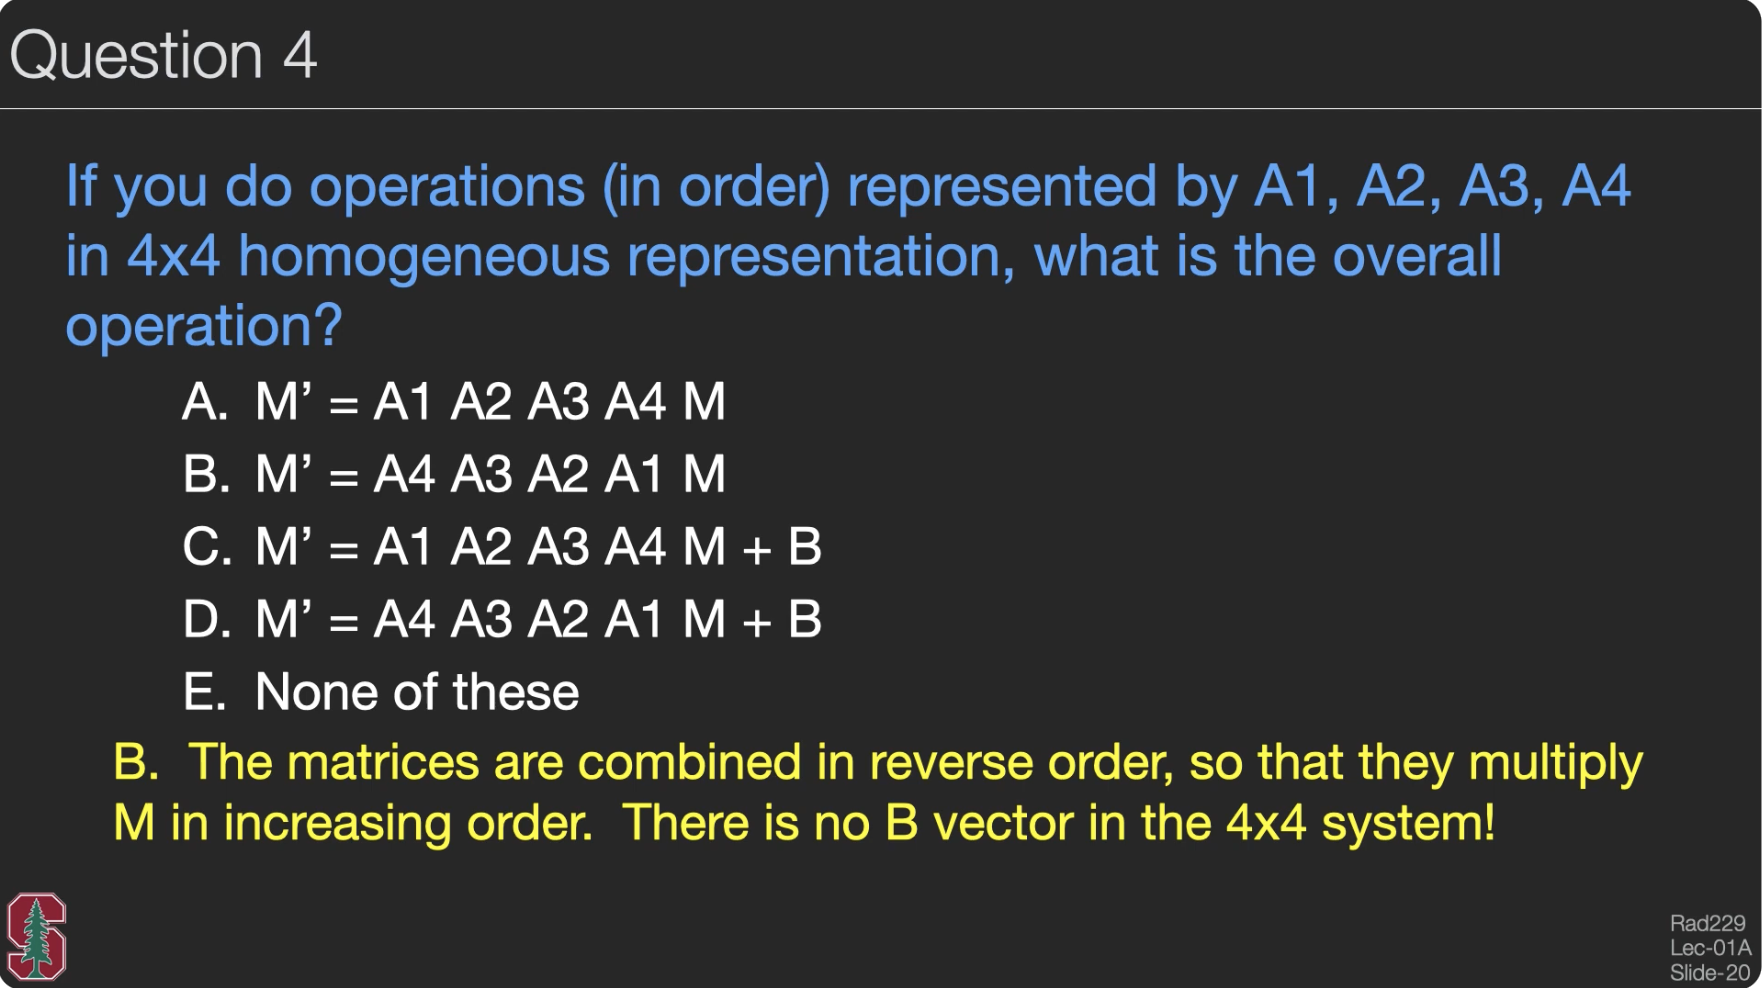 Question 4
If you do operations (in order) represented by A1, A2, A3, A4
in 4x4 homogeneous representation, what is the overall
operation?
A. M’ = A1 A2 A3 A4 M
B. M’ = A4 A3 A2 A1 M
C. M’ = A1 A2 A3 A4 M + B
D. M’ = A4 A3 A2 A1 M + B
E. None of these
B. The matrices are combined in reverse order, so that they multiply
M in increasing order. There is no B vector in the 4x4 system!
Rad229
Lec-01A
Slide-20